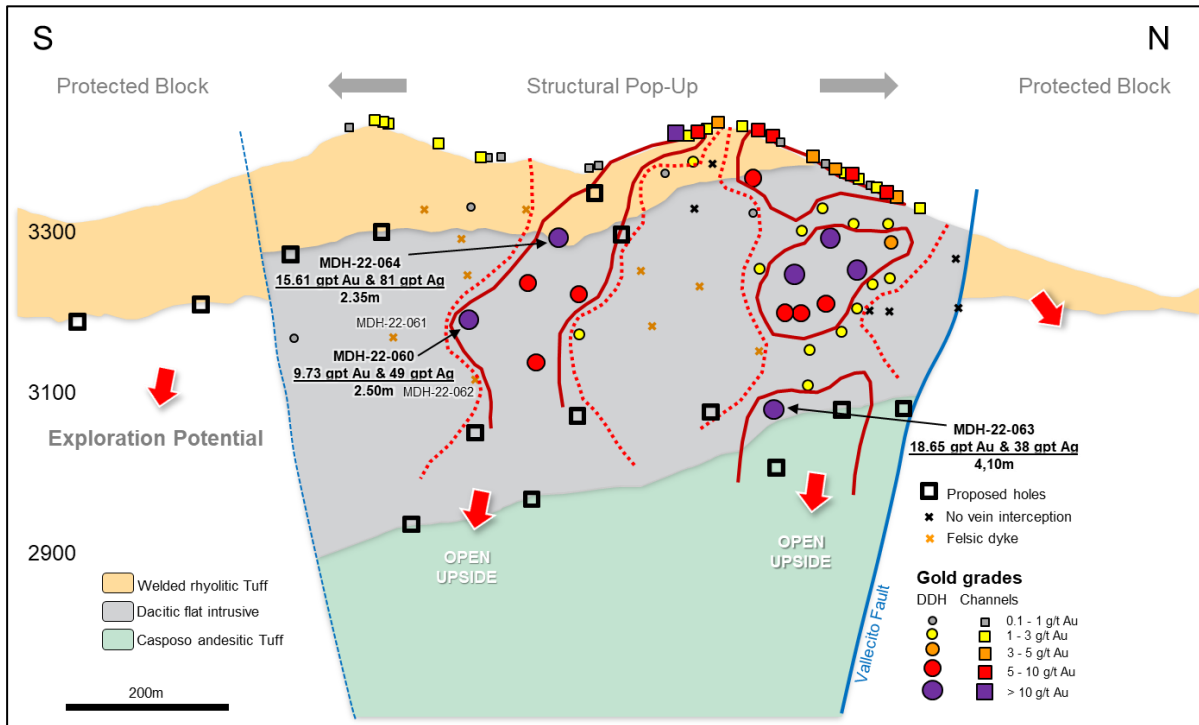 S
N
Protected Block
Structural Pop-Up
Protected Block
3300
MDH-22-064
15.61 gpt Au & 81 gpt Ag
2.35m
MDH-22-061
MDH-22-060
9.73 gpt Au & 49 gpt Ag
2.50m
MDH-22-062
3100
Exploration Potential
MDH-22-063
18.65 gpt Au & 38 gpt Ag
4,10m
Proposed holes
No vein interception
Felsic dyke
2900
OPEN
UPSIDE
OPEN
UPSIDE
Vallecito Fault
Welded rhyolitic Tuff
Dacitic flat intrusive
Casposo andesitic Tuff
Gold grades
DDH Channels
0.1 - 1 g/t Au
1 - 3 g/t Au
3 - 5 g/t Au
5 - 10 g/t Au
> 10 g/t Au
200m